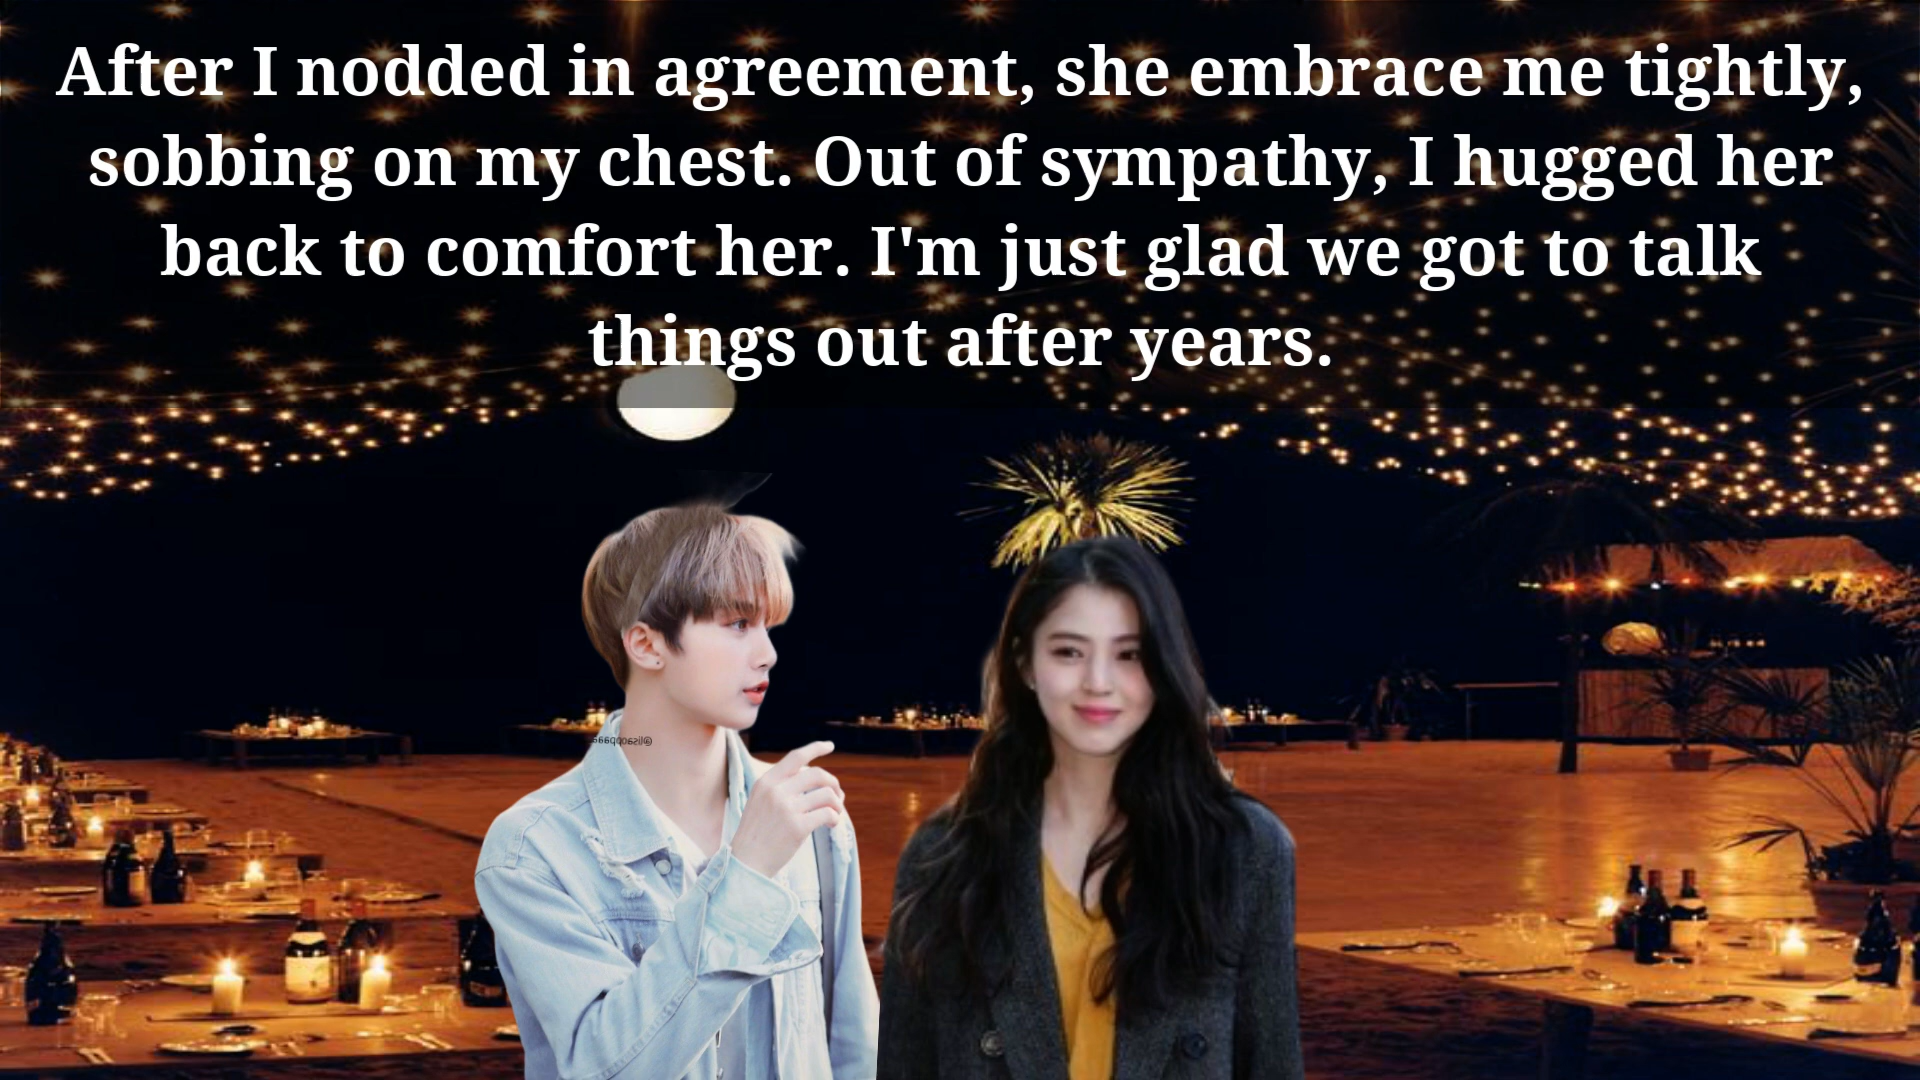 After I nodded in agreement, she embrace me tightly,
sobbing on my chest. Out of sympathy, I hugged her
back to comfort her. I'm just glad we got to talk
things out after years.